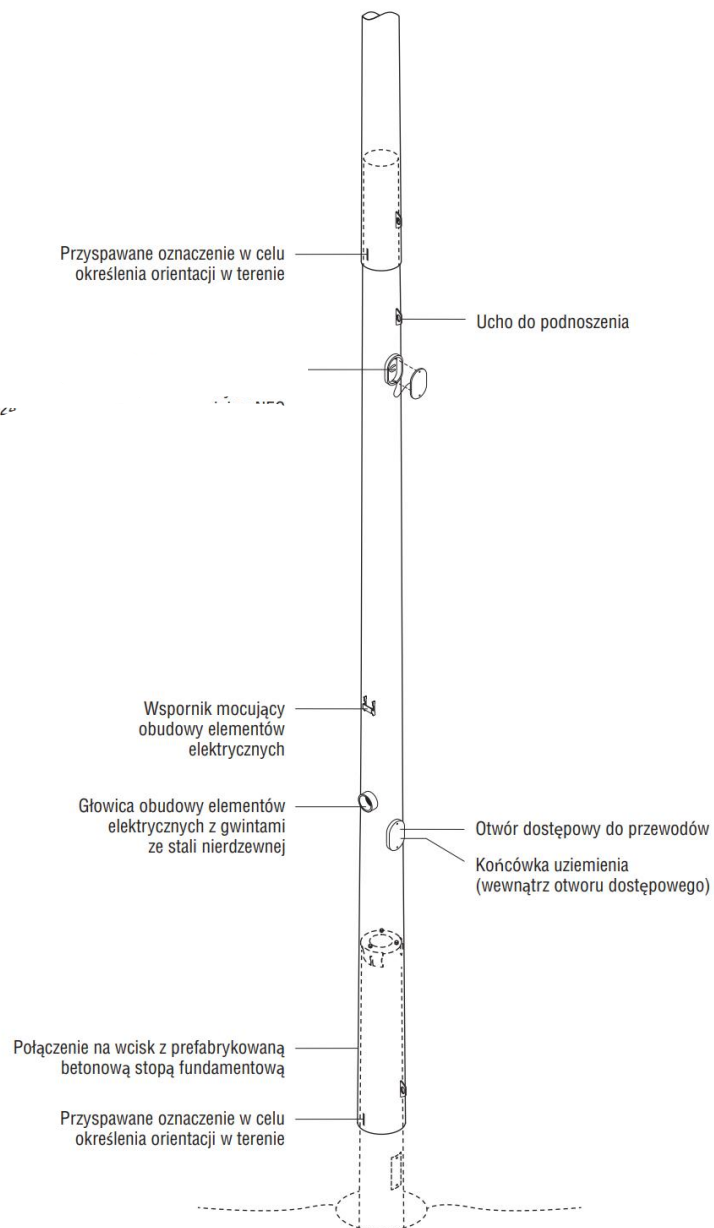 Przyspawane oznaczenie w celu
określenia orientacji w terenie
Ucho do podnoszenia
Wspornik mocujący
obudowy elementów
elektrycznych
Głowica obudowy elementów
elektrycznych z gwintami
ze stali nierdzewnej
Otwór dostępowy do przewodów
Końcówka uziemienia
(wewnątrz otworu dostępowego)
Połączenie na wcisk z prefabrykowaną
betonową stopą fundamentową
Przyspawane oznaczenie w celu
określenia orientacji w terenie